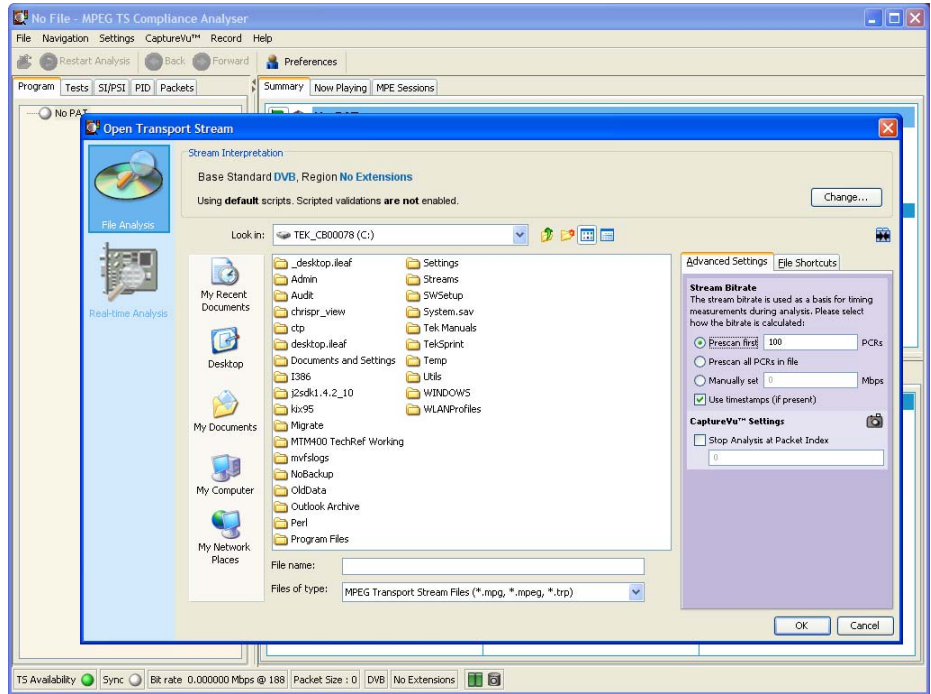 No File - MPEG TS Compliance Analyser
File Navigation Settings CaptureVu™ Record Help
Restart Analysis Back Forward Preferences
Program Tests SI/PSI PID Packets
Summary Now Playing MPE Sessions
No PAT
Open Transport Stream
Stream Interpretation
Base Standard DVB, Region No Extensions
Using default scripts. Scripted validations are not enabled.
Change...
File Analysis
Real-time Analysis
Look in: TEK_CB00078 (C:)
My Recent Documents
Desktop
My Documents
My Computer
My Network Places
_desktop.ileaf
Admin
Audit
chrispr_view
ctp
desktop.ileaf
Documents and Settings
I386
j2sdk1.4.2_10
kix95
Migrate
MTM400 TechRef Working
mvfslogs
NoBackup
OldData
Outlook Archive
Perl
Program Files
Settings
Streams
SWSetup
System.sav
Tek Manuals
TekSprint
Temp
Utils
WINDOWS
WLANProfiles
File name:
Files of type: MPEG Transport Stream Files (*.mpg, *.mpeg, *.trp)
Advanced Settings File Shortcuts
Stream Bitrate
The stream bitrate is used as a basis for timing
measurements during analysis. Please select
how the bitrate is calculated:
Prescan first 100 PCRs
Prescan all PCRs in file
Manually set 0 Mbps
Use timestamps (if present)
CaptureVu™ Settings
Stop Analysis at Packet Index
0
OK Cancel
TS Availability Sync Bit rate 0.000000 Mbps @ 188 Packet Size : 0 DVB No Extensions